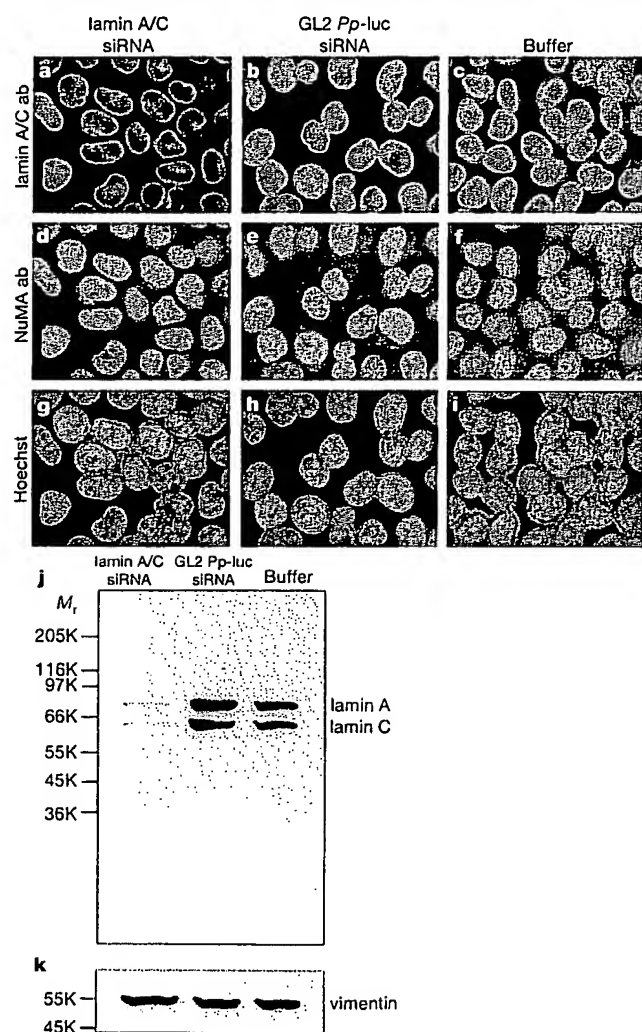 lamin A/C
siRNA
GL2 Pp-luc
siRNA
Buffer
lamin A/C ab
a
b
c
NuMA ab
d
e
f
Hoechst
g
h
i
j
lamin A/C
siRNA
GL2 Pp-luc
siRNA
Buffer
Mr
205K
116K
97K
66K
55K
45K
36K
lamin A
lamin C
k
55K
45K
vimentin